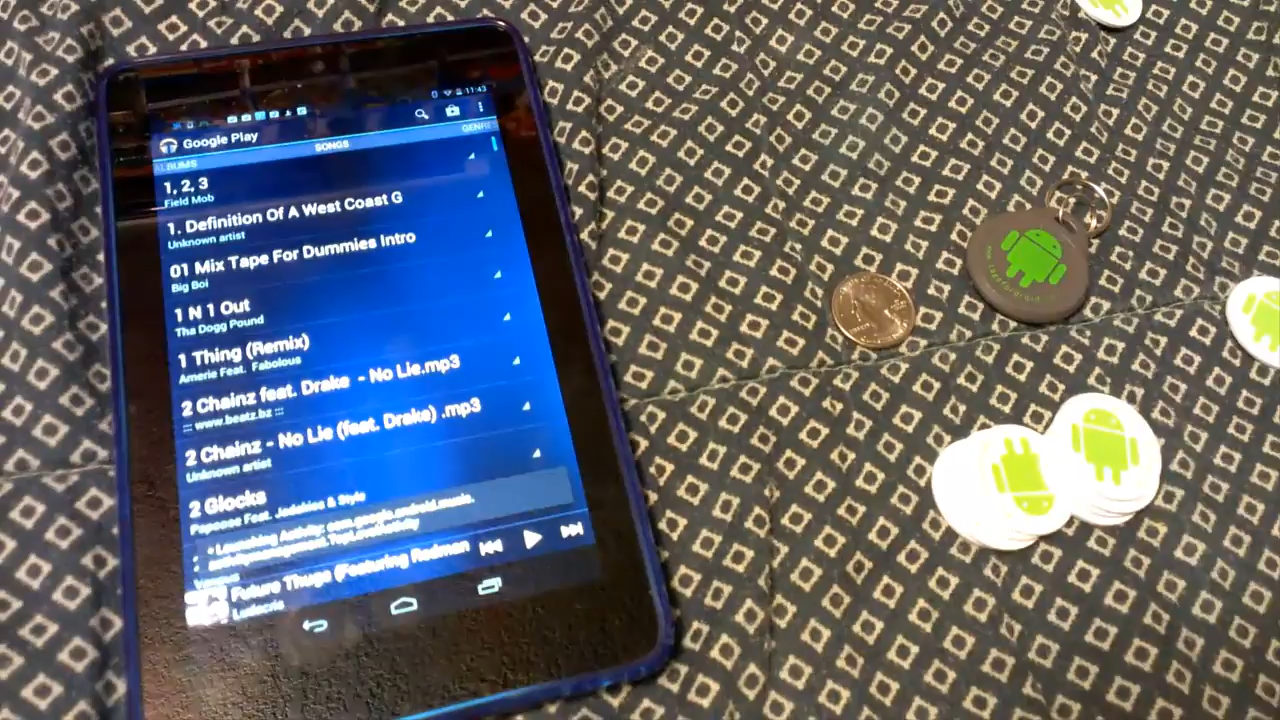 11:43
Google Play
ALBUMS
SONGS
GENRE
1, 2, 3
Field Mob
1. Definition Of A West Coast G
Unknown artist
01 Mix Tape For Dummies Intro
Big Boi
1 N 1 Out
Tha Dogg Pound
1 Thing (Remix)
Amerie Feat. Fabolous
2 Chainz feat. Drake - No Lie.mp3
::: www.beatz.bz :::
2 Chainz - No Lie (feat. Drake) .mp3
Unknown artist
2 Glocks
Papoose Feat. Jadakiss & Style
Launching Activity: com.google.android.music.
Future Thugs (Featuring Redman
Ludacris